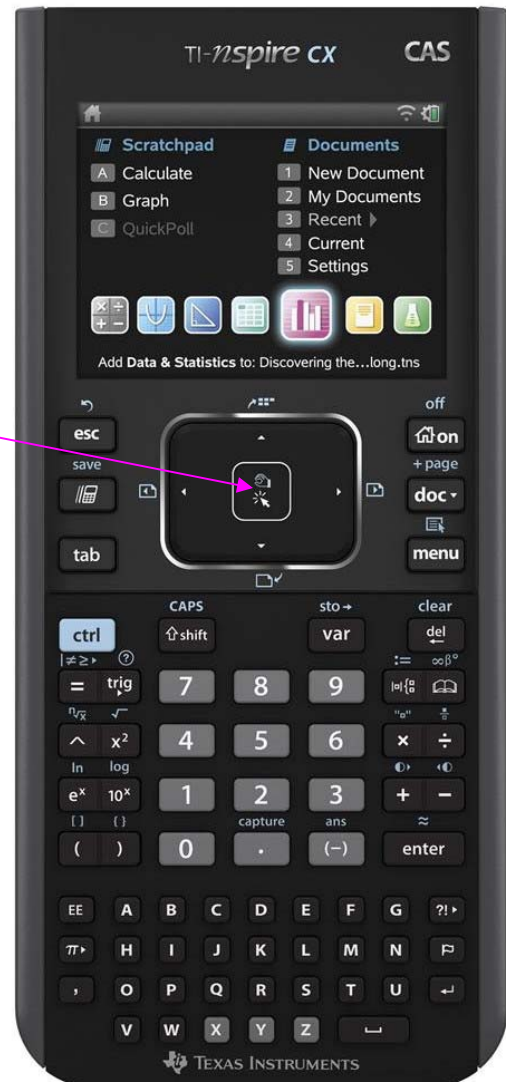 TI-nspire CX CAS
Scratchpad Documents
A Calculate 1 New Document
B Graph 2 My Documents
C QuickPoll 3 Recent
4 Current
5 Settings
Add Data & Statistics to: Discovering the...long.tns
off
esc on
save + page
doc
tab menu
CAPS sto→ clear
ctrl shift var del
|≠≥▸ ? := ∞β°
= trig 7 8 9
ⁿ√x √ "▫"
^ x² 4 5 6 × ÷
ln log
eˣ 10ˣ 1 2 3 + −
[ ] { } capture ans ≈
( ) 0 . (−) enter
EE A B C D E F G ?!▸
π▸ H I J K L M N
, O P Q R S T U
V W X Y Z
TEXAS INSTRUMENTS